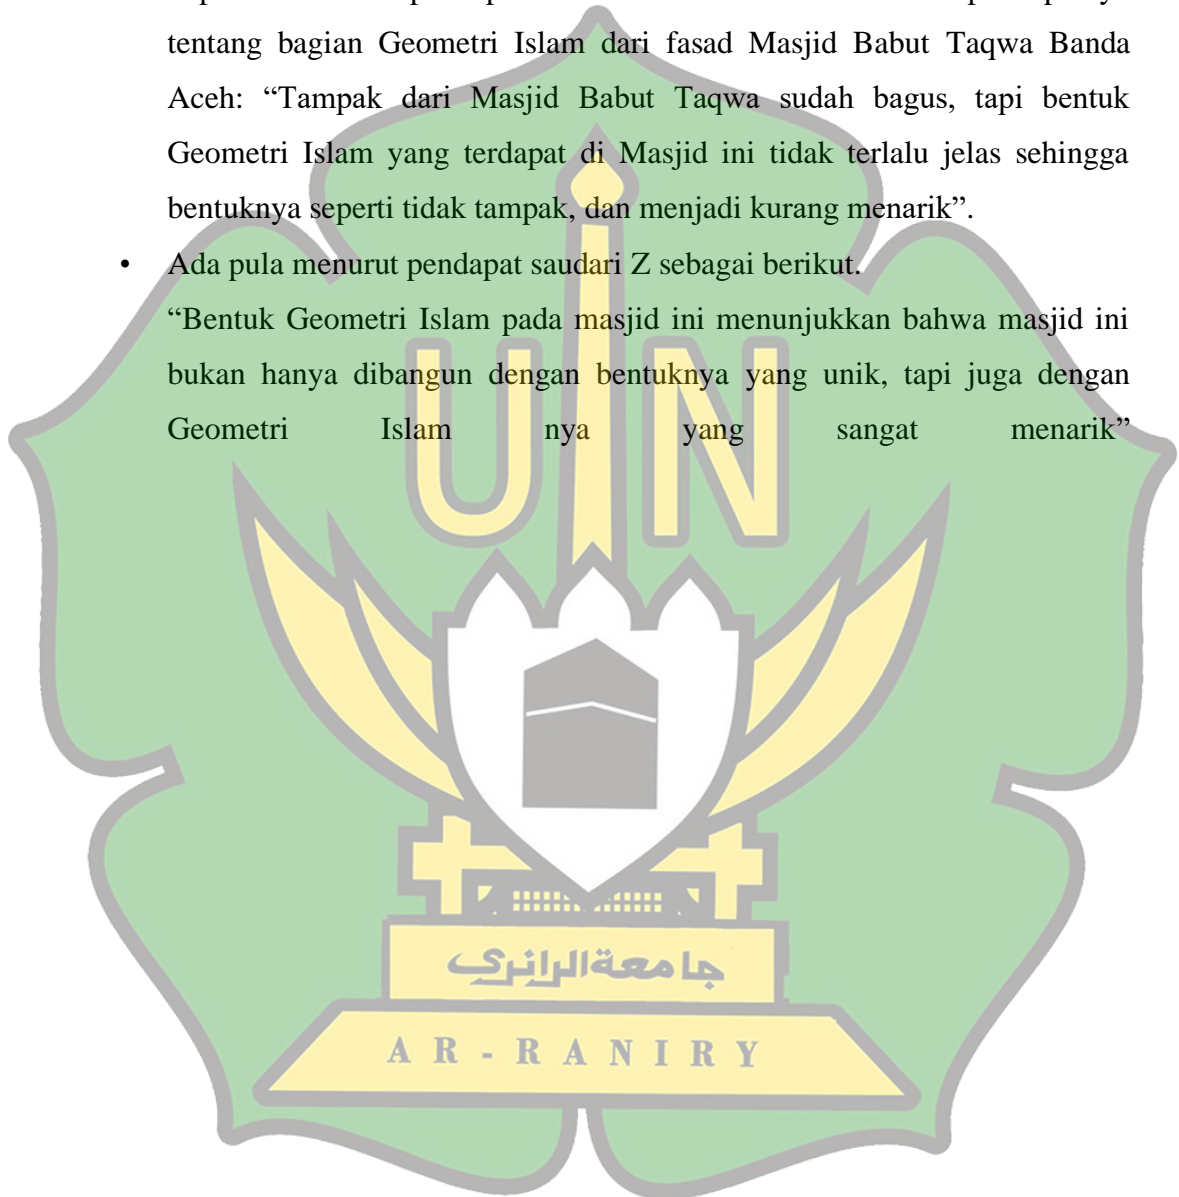 tentang bagian Geometri Islam dari fasad Masjid Babut Taqwa Banda
Aceh: “Tampak dari Masjid Babut Taqwa sudah bagus, tapi bentuk
Geometri Islam yang terdapat di Masjid ini tidak terlalu jelas sehingga
bentuknya seperti tidak tampak, dan menjadi kurang menarik”.
• Ada pula menurut pendapat saudari Z sebagai berikut.
“Bentuk Geometri Islam pada masjid ini menunjukkan bahwa masjid ini
bukan hanya dibangun dengan bentuknya yang unik, tapi juga dengan
Geometri Islam nya yang sangat menarik”
UIN
جامعةالرانري
AR-RANIRY